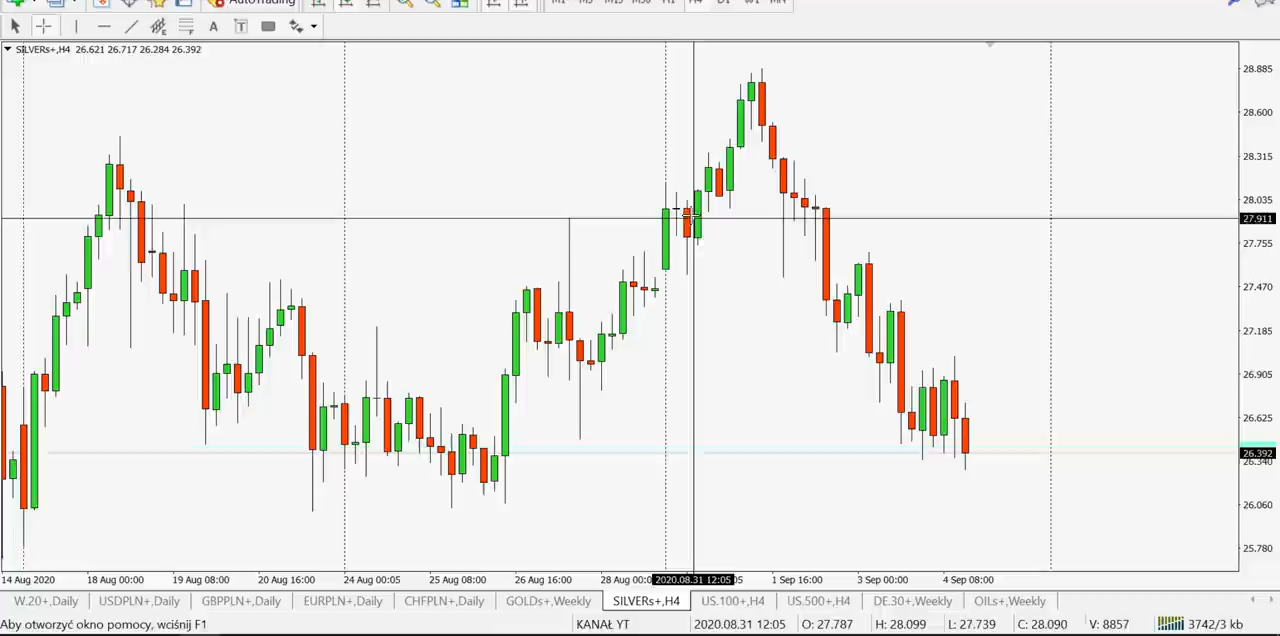 AutoTrading
M1 M5 M15 M30 H1 H4 D1 W1 MN
A T
SILVERs+,H4 26.621 26.717 26.284 26.392
28.885
28.600
28.315
28.035
27.911
27.755
27.470
27.185
26.905
26.625
26.392
26.340
26.060
25.780
14 Aug 2020 18 Aug 00:00 19 Aug 08:00 20 Aug 16:00 24 Aug 00:05 25 Aug 08:00 26 Aug 16:00 28 Aug 00:0 2020.08.31 12:05 05 1 Sep 16:00 3 Sep 00:00 4 Sep 08:00
W.20+,Daily USDPLN+,Daily GBPPLN+,Daily EURPLN+,Daily CHFPLN+,Daily GOLDs+,Weekly SILVERs+,H4 US.100+,H4 US.500+,H4 DE.30+,Weekly OILs+,Weekly
Aby otworzyć okno pomocy, wciśnij F1 KANAŁ YT 2020.08.31 12:05 O: 27.787 H: 28.099 L: 27.739 C: 28.090 V: 8857 3742/3 kb